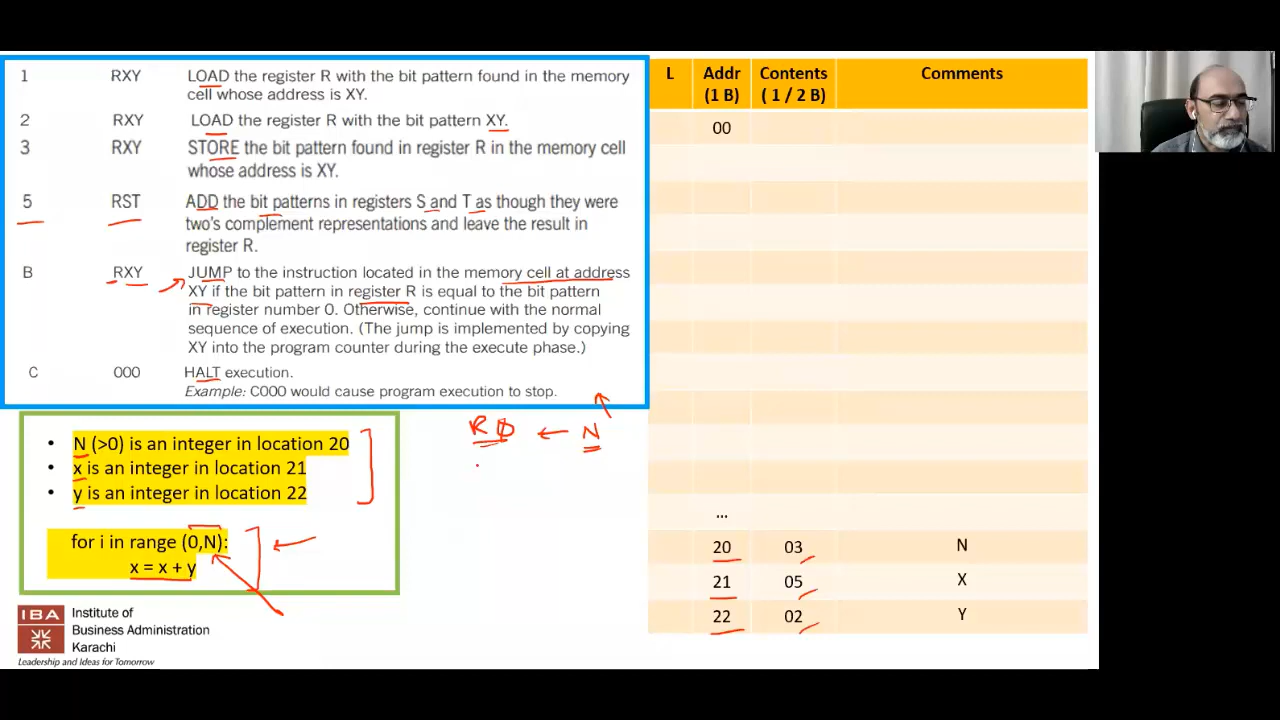 1 RXY LOAD the register R with the bit pattern found in the memory
cell whose address is XY.
2 RXY LOAD the register R with the bit pattern XY.
3 RXY STORE the bit pattern found in register R in the memory cell
whose address is XY.
5 RST ADD the bit patterns in registers S and T as though they were
two's complement representations and leave the result in
register R.
B RXY JUMP to the instruction located in the memory cell at address
XY if the bit pattern in register R is equal to the bit pattern
in register number 0. Otherwise, continue with the normal
sequence of execution. (The jump is implemented by copying
XY into the program counter during the execute phase.)
C 000 HALT execution.
Example: C000 would cause program execution to stop.
• N (>0) is an integer in location 20
• x is an integer in location 21
• y is an integer in location 22
for i in range (0,N):
x = x + y
R0 ← N
IBA
Institute of
Business Administration
Karachi
Leadership and Ideas for Tomorrow
L Addr Contents Comments
(1 B) ( 1 / 2 B)
00
...
20 03 N
21 05 X
22 02 Y